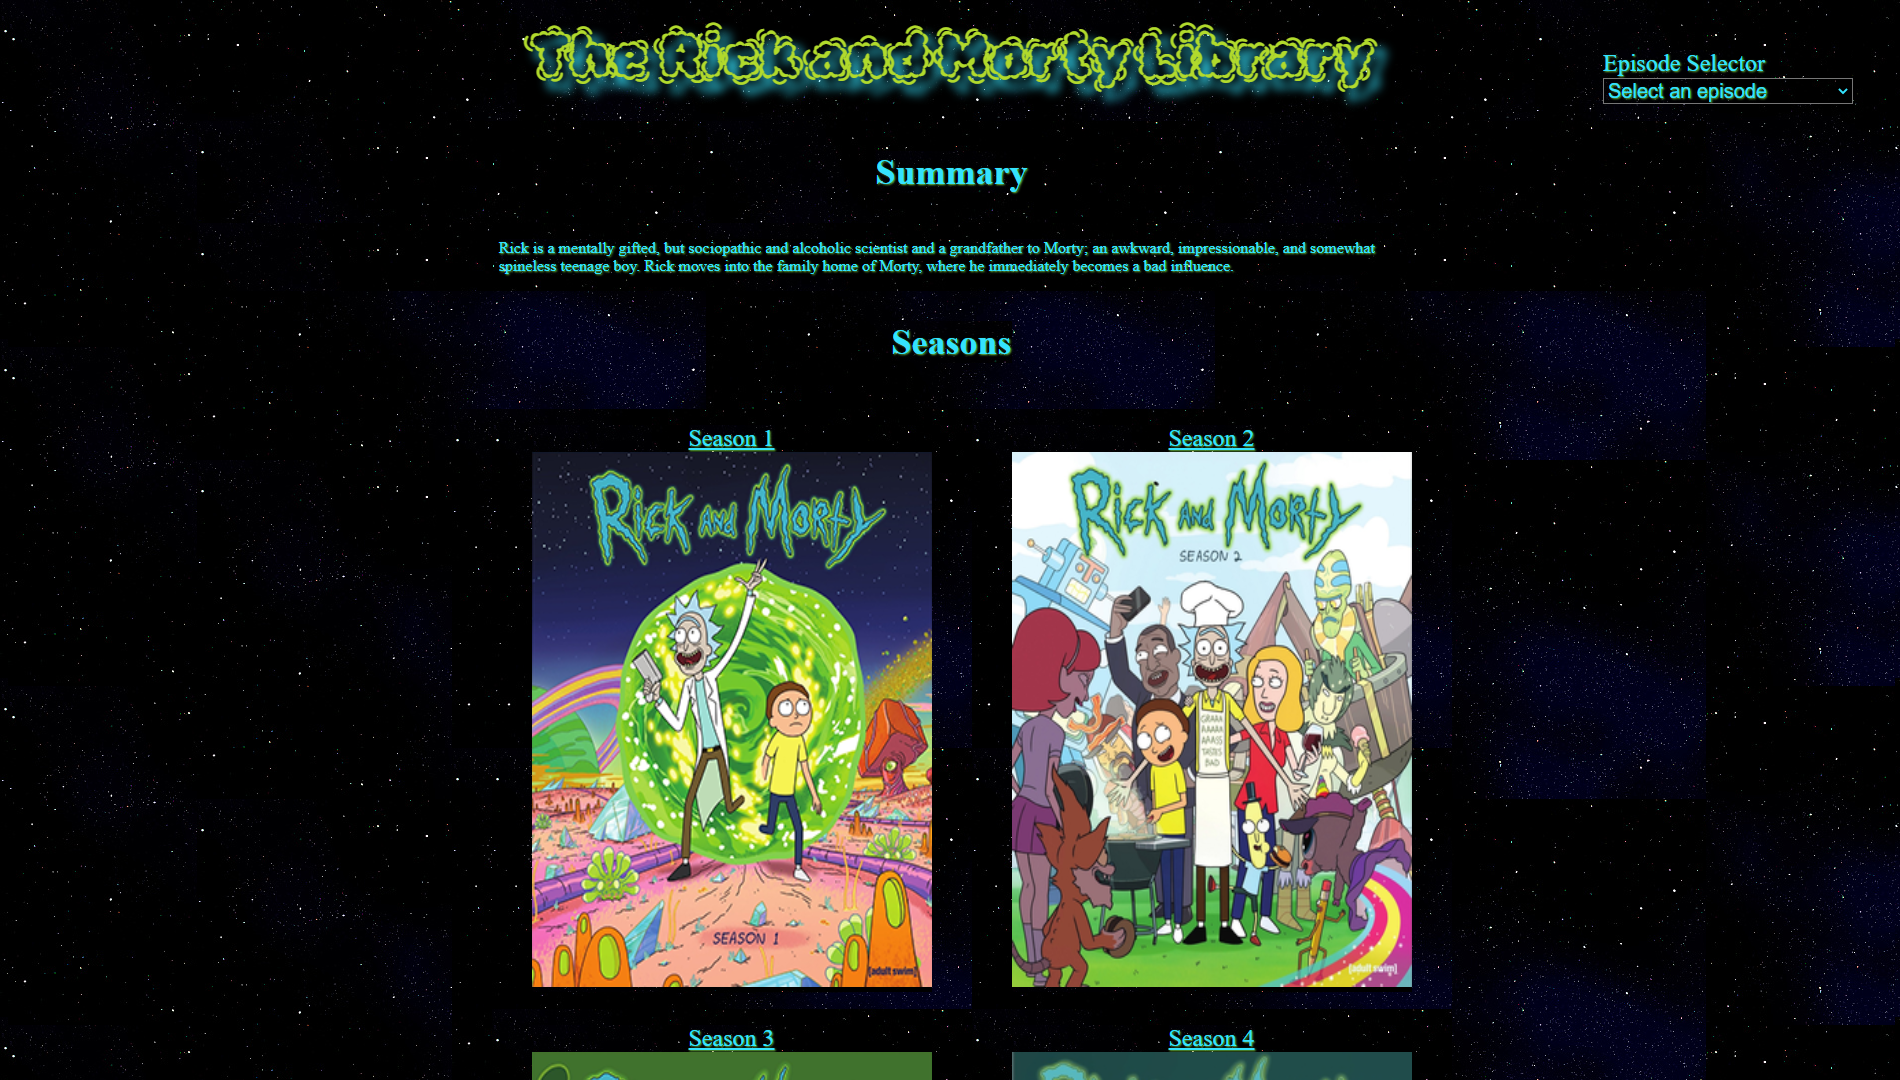 The Rick and Morty Library
Episode Selector
Select an episode
Summary
Rick is a mentally gifted, but sociopathic and alcoholic scientist and a grandfather to Morty; an awkward, impressionable, and somewhat
spineless teenage boy. Rick moves into the family home of Morty, where he immediately becomes a bad influence.
Seasons
Season 1
Season 2
RICK AND MORTY
SEASON 1
[adult swim]
RICK AND MORTY
SEASON 2
GRAAA
AAAAA
AAASS
TASTES
BAD
[adult swim]
Season 3
Season 4